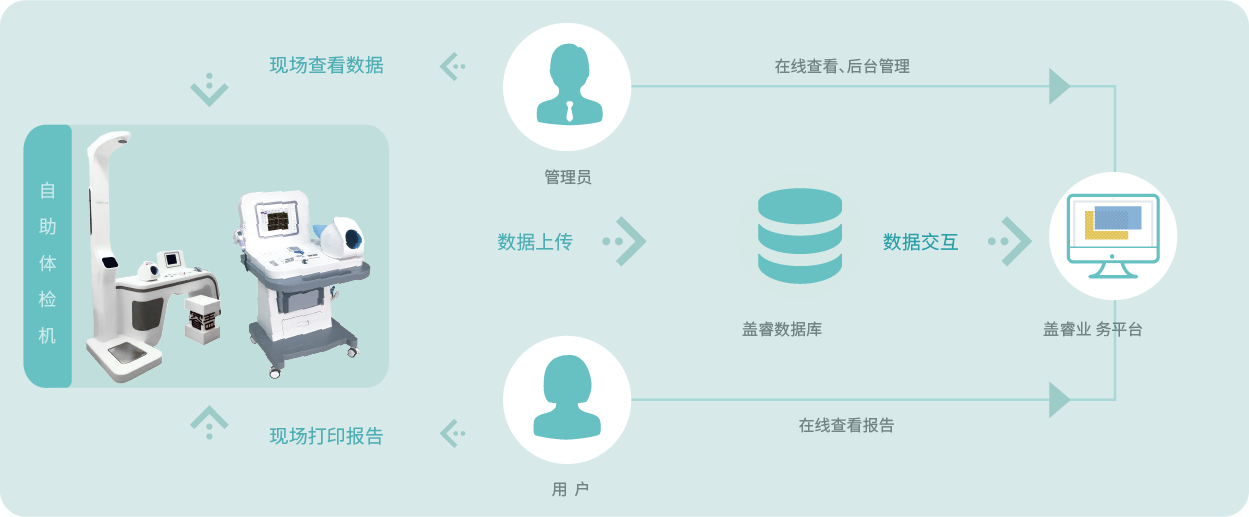 现场查看数据
在线查看、后台管理
管理员
自助体检机
数据上传
数据交互
盖睿数据库
盖睿业 务平台
现场打印报告
在线查看报告
用 户